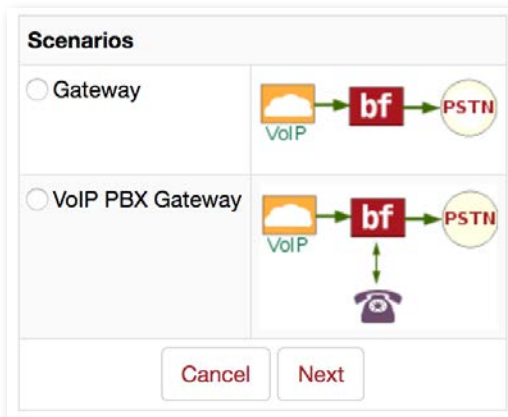 Scenarios
Gateway
VoIP
bf
PSTN
VoIP PBX Gateway
VoIP
bf
PSTN
Cancel
Next